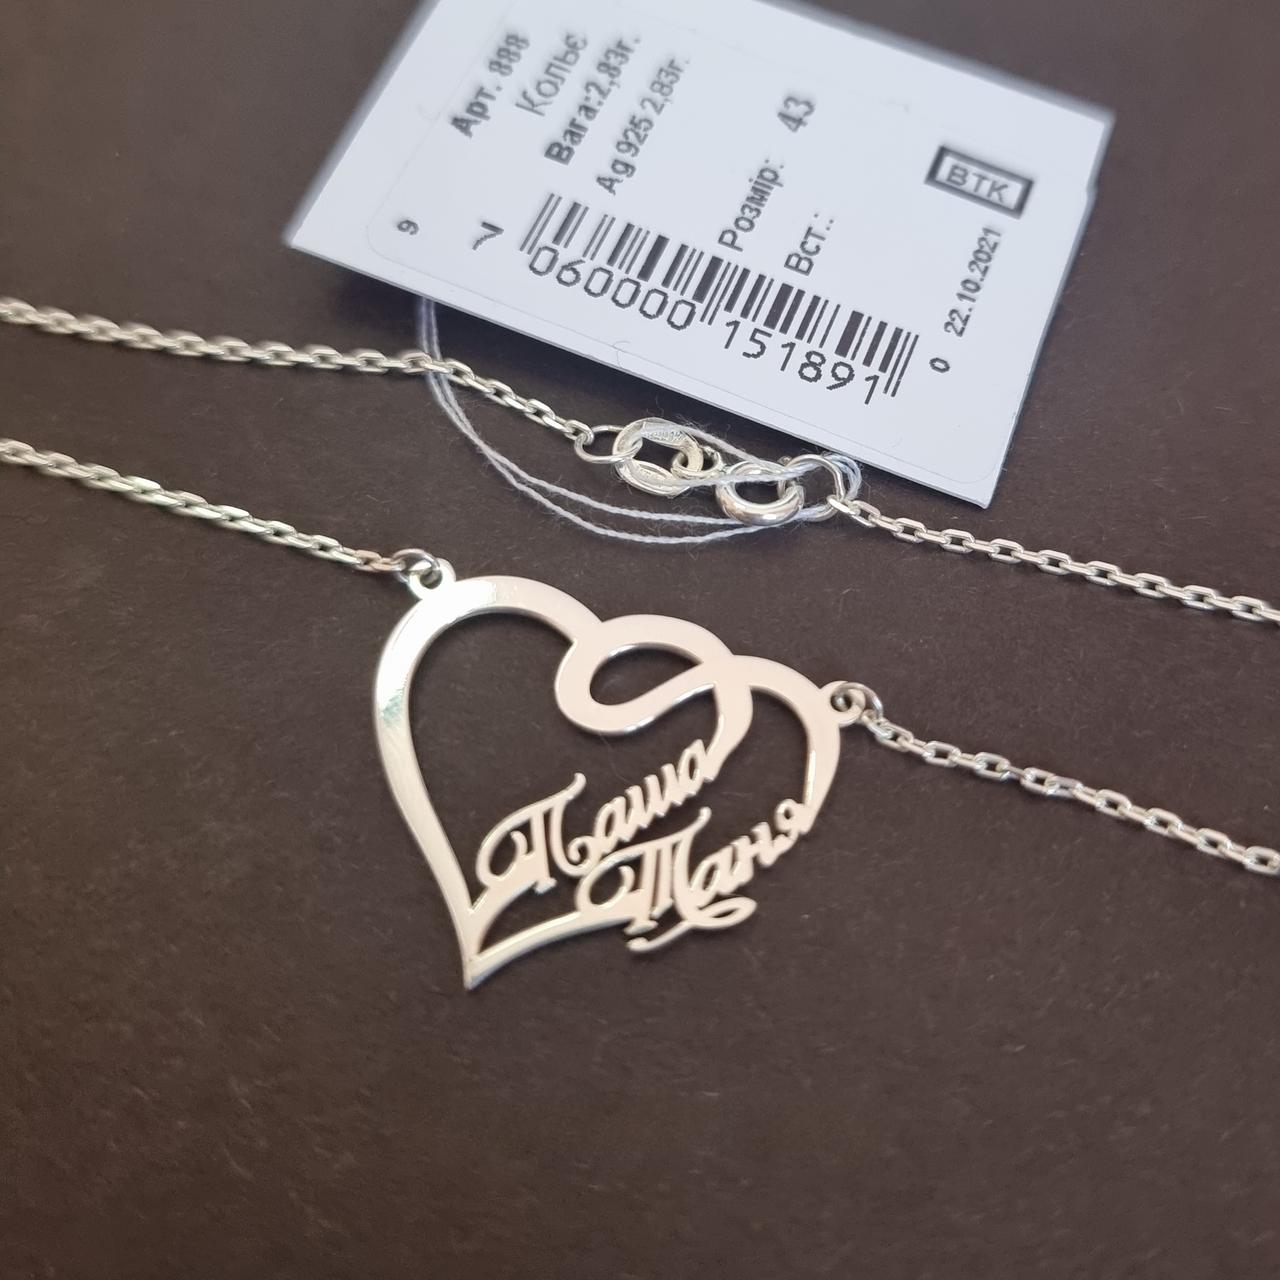 Арт. 888
Кольє
Вага:2,83г.
Ag 925 2,83г.
Розмір: 43
Вст.:
ВТК
22.10.2021
9
7 060000 151891
0
Паша
Таня